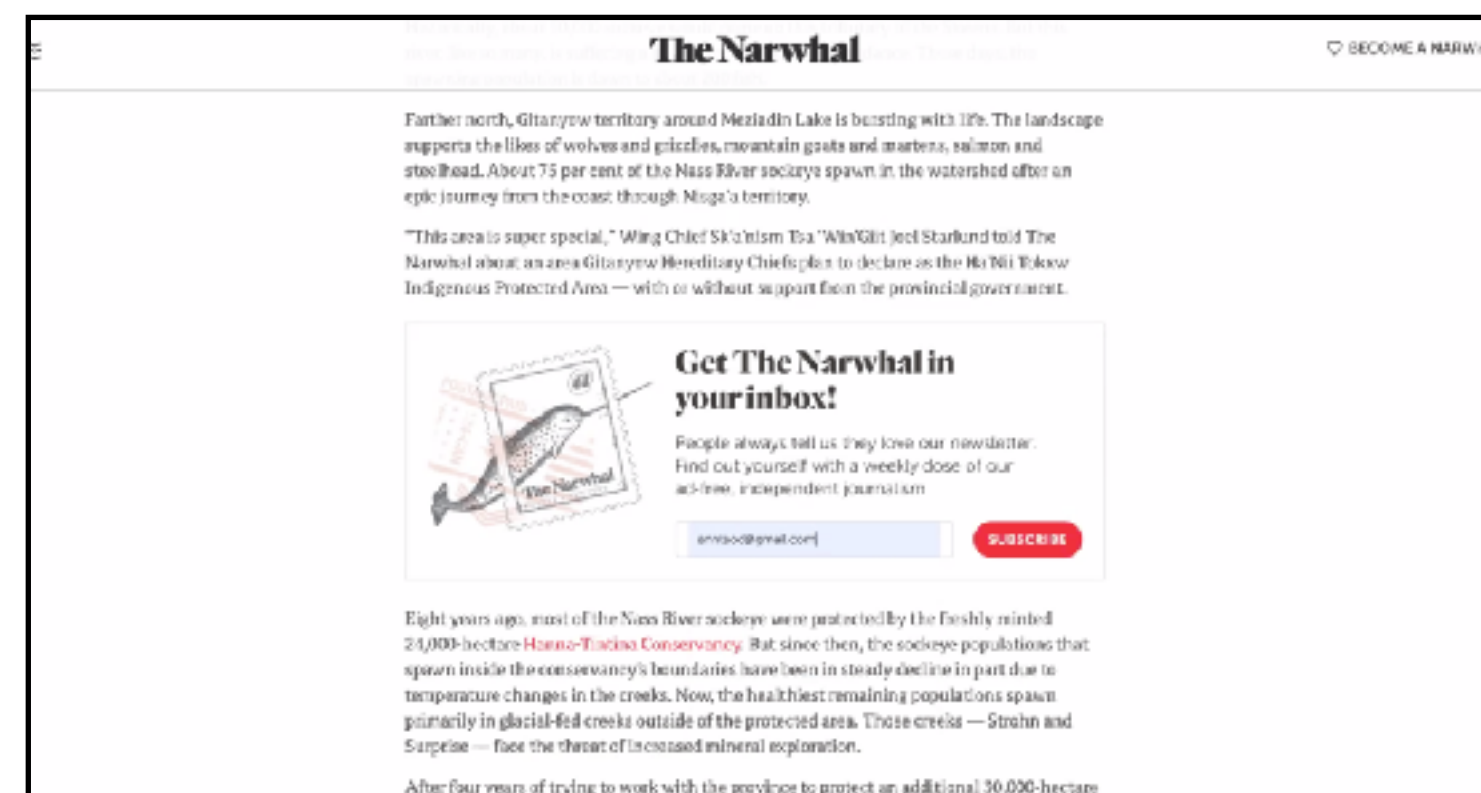 The Narwhal
BECOME A NARW
Farther north, Gitanyow territory around Meziadin Lake is bursting with life. The landscape
supports the likes of wolves and grizzlies, mountain goats and martens, salmon and
steelhead. About 75 per cent of the Nass River sockeye spawn in the watershed after an
epic journey from the coast through Nisga'a territory.
"This area is super special," Wing Chief Sk'a'nism Tsa 'Win'Giit Joel Starlund told The
Narwhal about an area Gitanyow Hereditary Chiefs plan to declare as the
Indigenous Protected Area — with or without support from the provincial government.
Get The Narwhal in
your inbox!
People always tell us they love our newsletter.
Find out yourself with a weekly dose of our
ad-free, independent journalism
The Narwhal
SUBSCRIBE
Eight years ago, most of the Nass River sockeye were protected by the freshly minted
24,000-hectare Hanna-Tintina Conservancy. But since then, the sockeye populations that
spawn inside the conservancy's boundaries have been in steady decline in part due to
temperature changes in the creeks. Now, the healthiest remaining populations spawn
primarily in glacial-fed creeks outside of the protected area. Those creeks — Strohn and
Surprise — face the threat of increased mineral exploration.
After four years of trying to work with the province to protect an additional 30,000-hectare